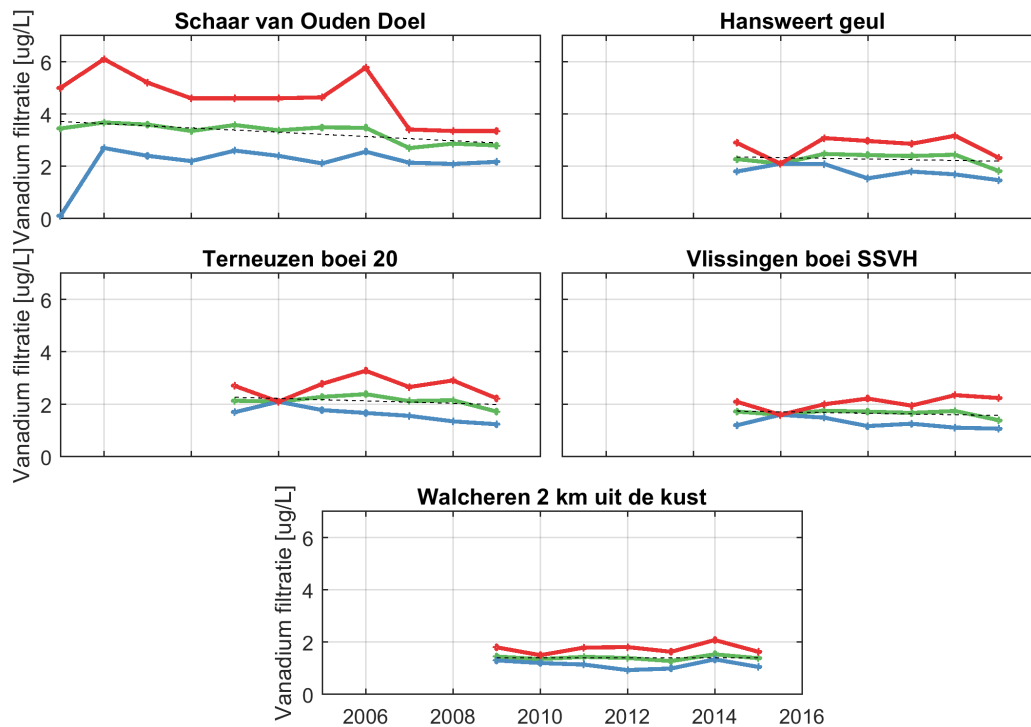 Schaar van Ouden Doel
Hansweert geul
Vanadium filtratie [ug/L]
6
4
2
0
Terneuzen boei 20
Vlissingen boei SSVH
Vanadium filtratie [ug/L]
6
4
2
0
Walcheren 2 km uit de kust
Vanadium filtratie [ug/L]
6
4
2
0
2006 2008 2010 2012 2014 2016